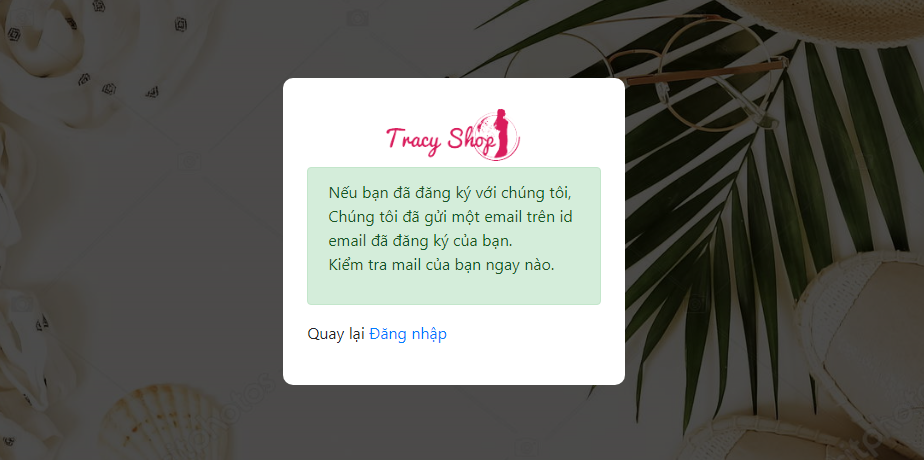 Tracy Shop
Nếu bạn đã đăng ký với chúng tôi,
Chúng tôi đã gửi một email trên id
email đã đăng ký của bạn.
Kiểm tra mail của bạn ngay nào.
Quay lại Đăng nhập